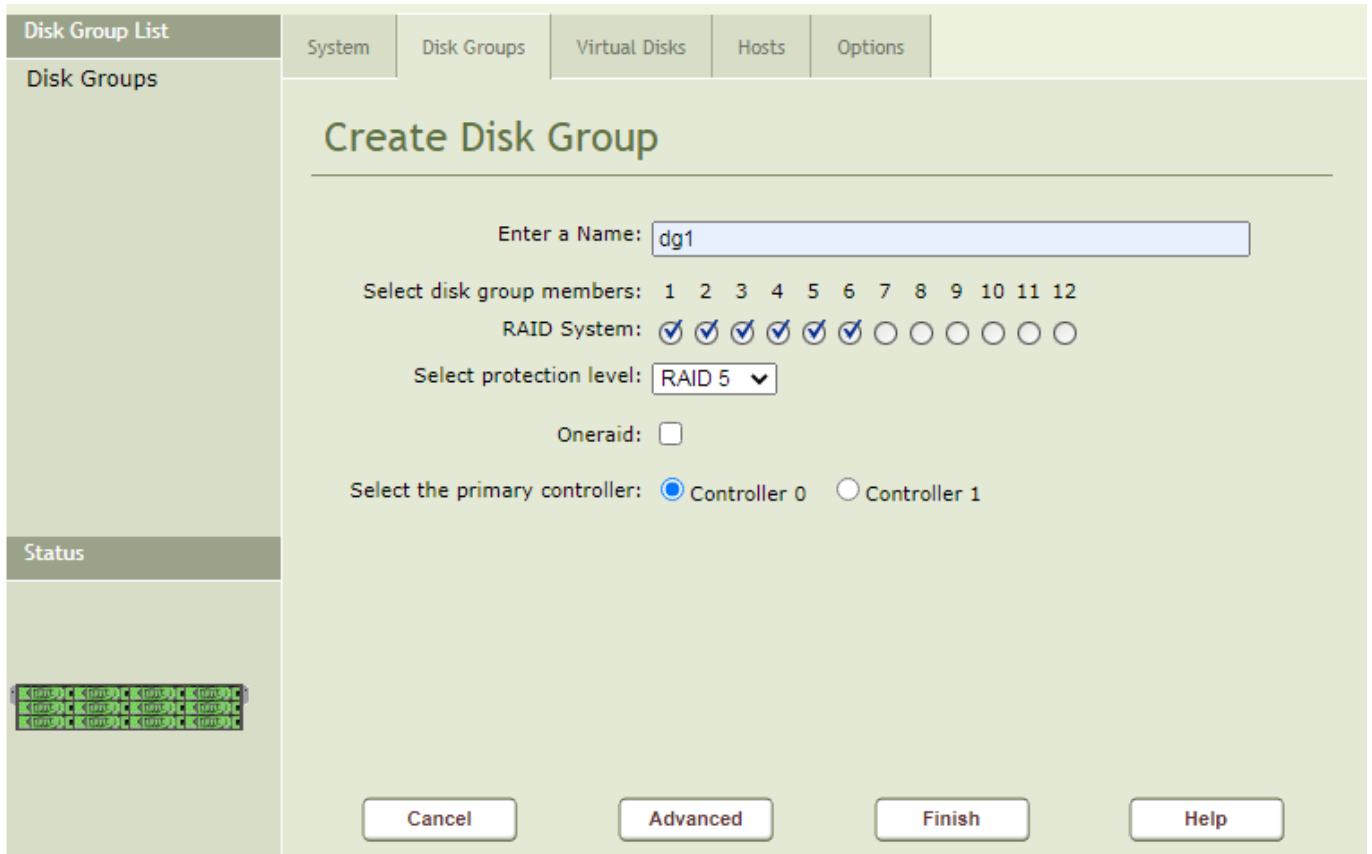 Disk Group List
Disk Groups
System Disk Groups Virtual Disks Hosts Options
Create Disk Group
Enter a Name: dg1
Select disk group members: 1 2 3 4 5 6 7 8 9 10 11 12
RAID System:
Select protection level: RAID 5
Oneraid:
Select the primary controller: Controller 0 Controller 1
Status
Cancel Advanced Finish Help